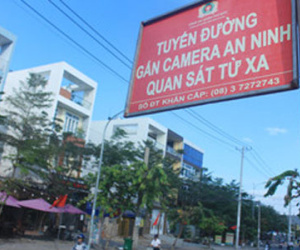 TUYẾN ĐƯỜNG
GẮN CAMERA AN NINH
QUAN SÁT TỪ XA
SỐ ĐT KHẨN CẤP: (08) 3 7272743